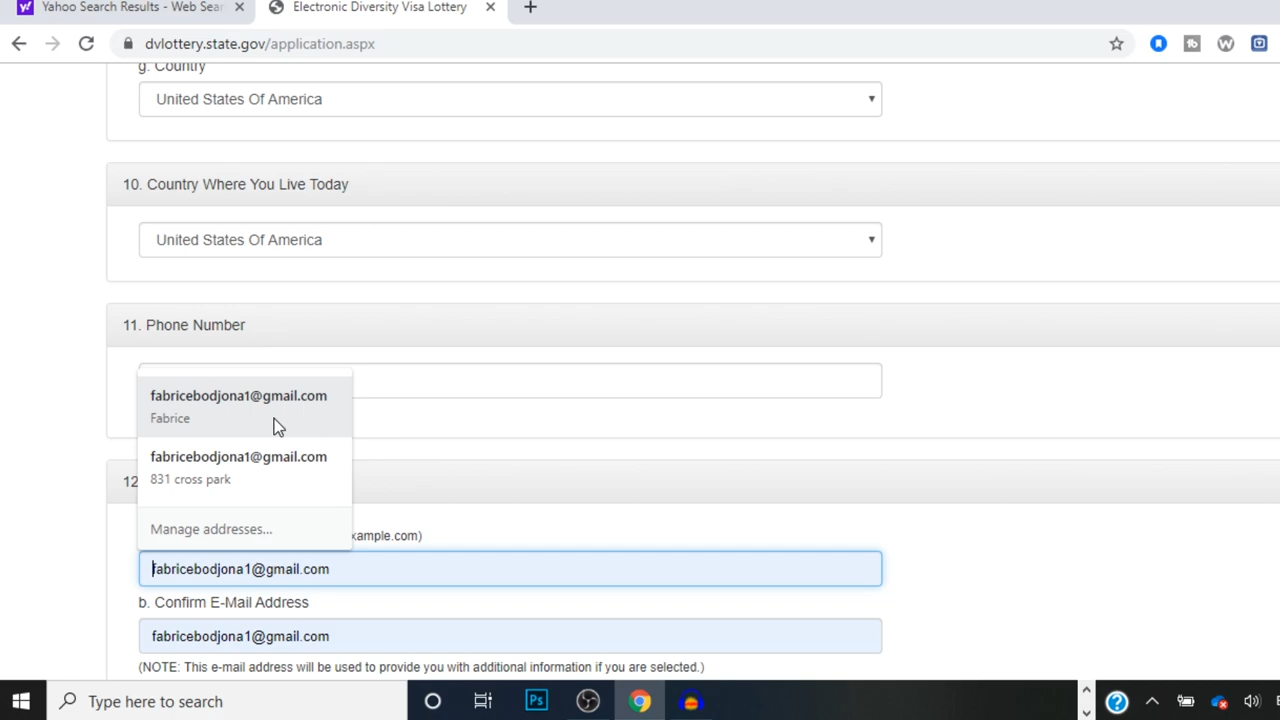 Yahoo Search Results - Web Sear
Electronic Diversity Visa Lottery
dvlottery.state.gov/application.aspx
g. Country
United States Of America
10. Country Where You Live Today
United States Of America
11. Phone Number
fabricebodjona1@gmail.com
Fabrice
fabricebodjona1@gmail.com
831 cross park
Manage addresses...
12
xample.com)
fabricebodjona1@gmail.com
b. Confirm E-Mail Address
fabricebodjona1@gmail.com
(NOTE: This e-mail address will be used to provide you with additional information if you are selected.)
Type here to search
Ps